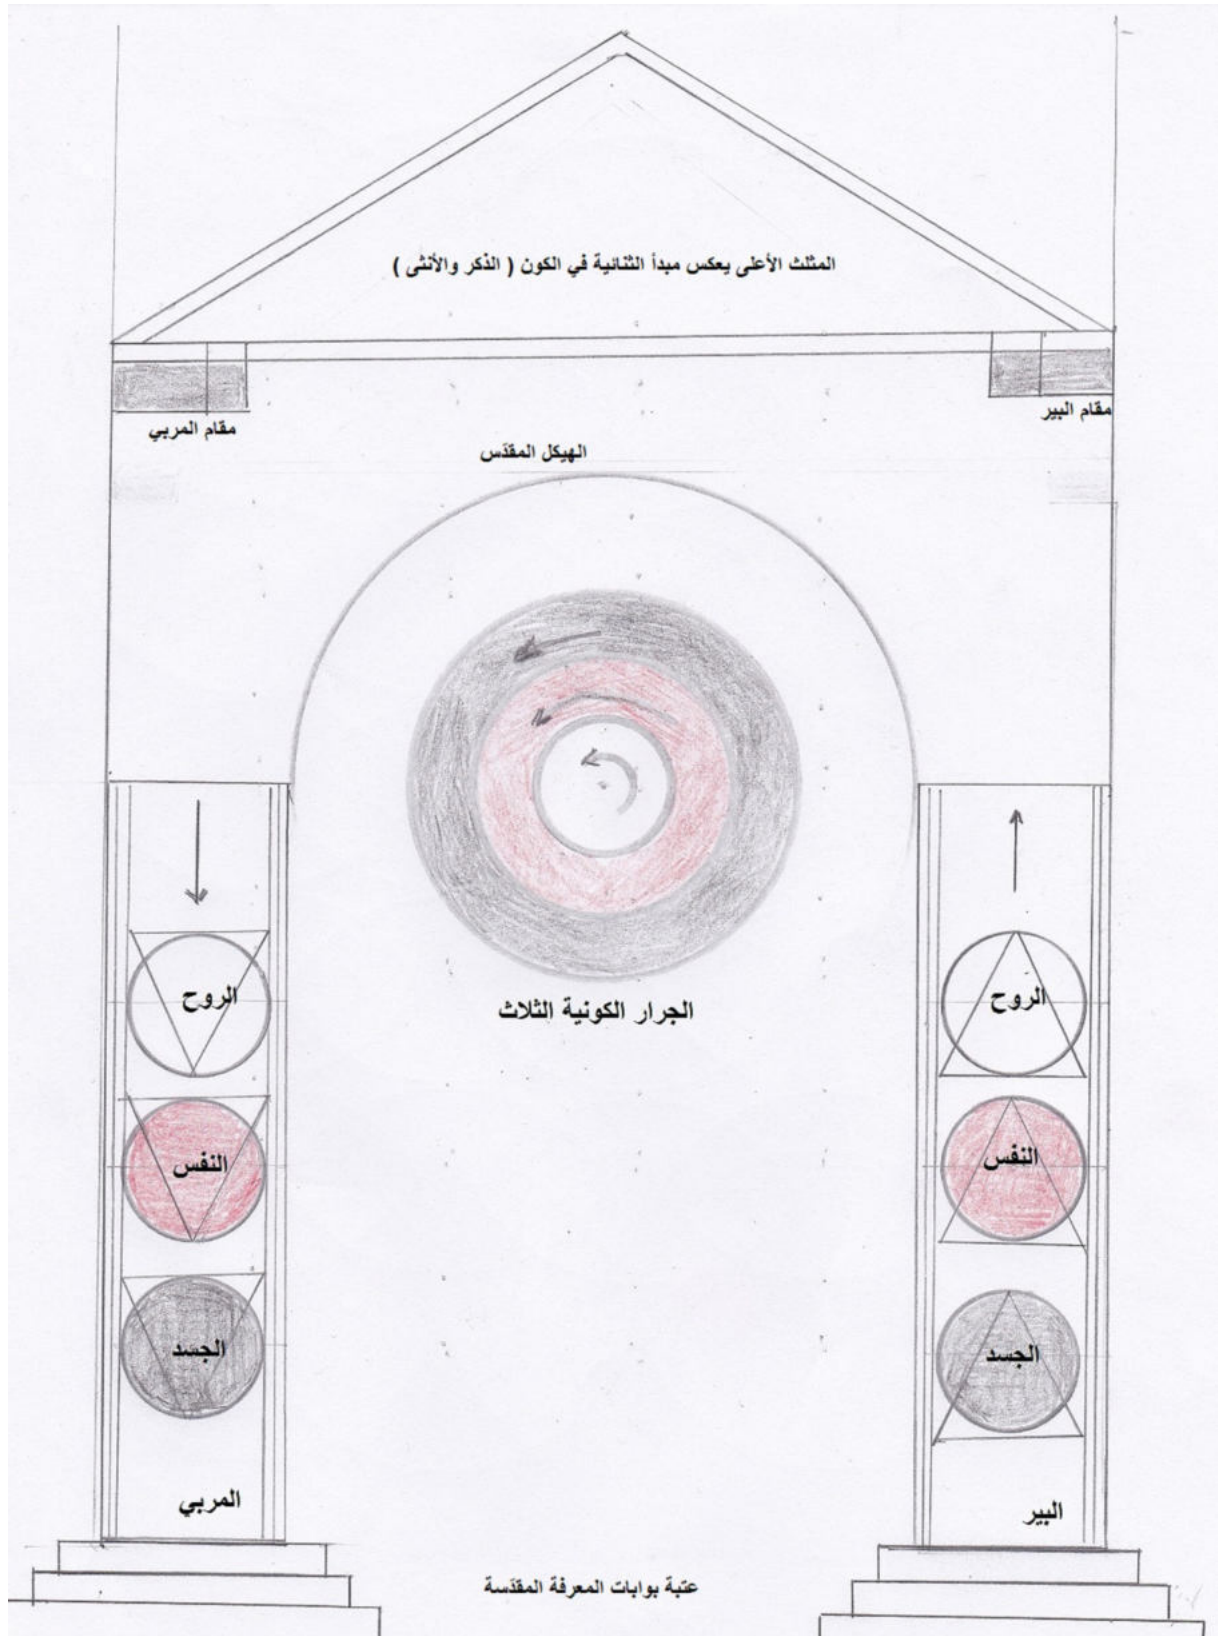 المثلث الأعلى يعكس مبدأ الثنائية في الكون ( الذكر والأنثى )
مقام البير
مقام المربي
الهيكل المقدّس
الجرار الكونية الثلاث
الروح
الروح
النفس
النفس
الجسد
الجسد
البير
المربي
عتبة بوابات المعرفة المقدّسة